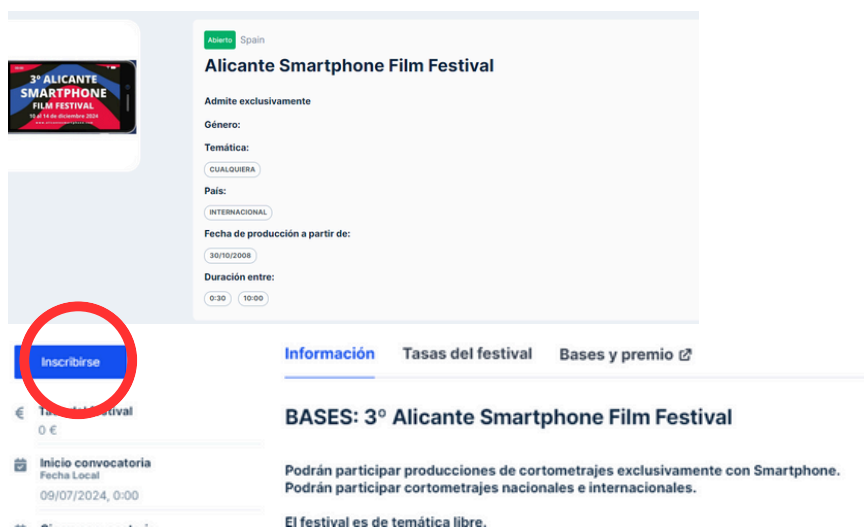 3º ALICANTE
SMARTPHONE
FILM FESTIVAL
10 al 14 de diciembre 2024
Abierto Spain
Alicante Smartphone Film Festival
Admite exclusivamente
Género:
Temática:
CUALQUIERA
País:
INTERNACIONAL
Fecha de producción a partir de:
30/10/2008
Duración entre:
0:30 10:00
Inscribirse
€ Tasa del festival
0 €
Inicio convocatoria
Fecha Local
09/07/2024, 0:00
Información Tasas del festival Bases y premio
BASES: 3º Alicante Smartphone Film Festival
Podrán participar producciones de cortometrajes exclusivamente con Smartphone.
Podrán participar cortometrajes nacionales e internacionales.
El festival es de temática libre.